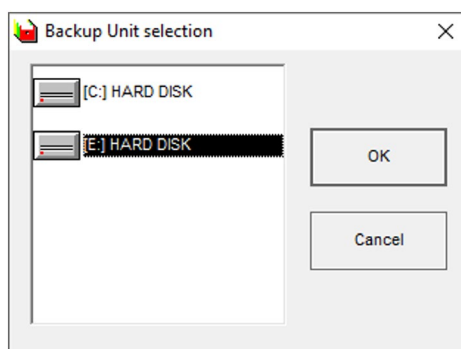 Backup Unit selection
[C:] HARD DISK
[E:] HARD DISK
OK
Cancel